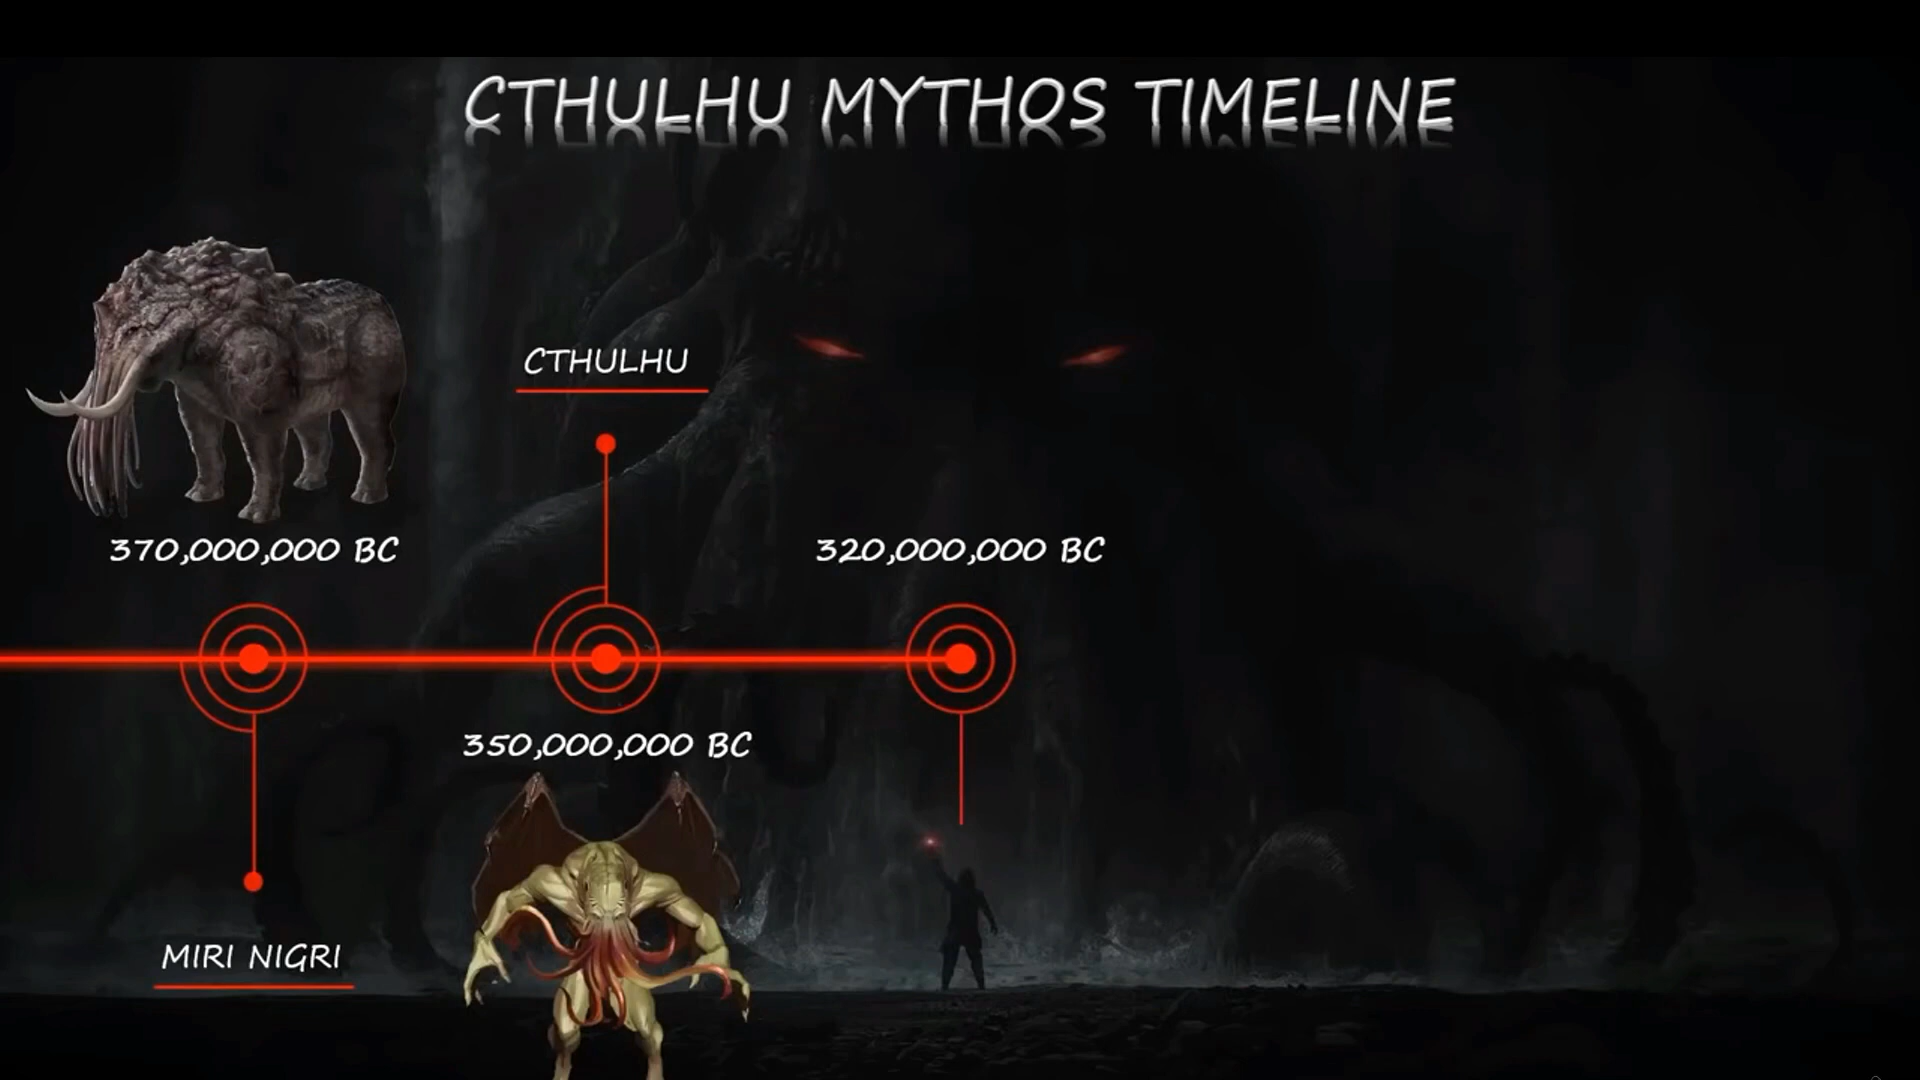 CTHULHU MYTHOS TIMELINE
CTHULHU
370,000,000 BC
320,000,000 BC
350,000,000 BC
MIRI NIGRI